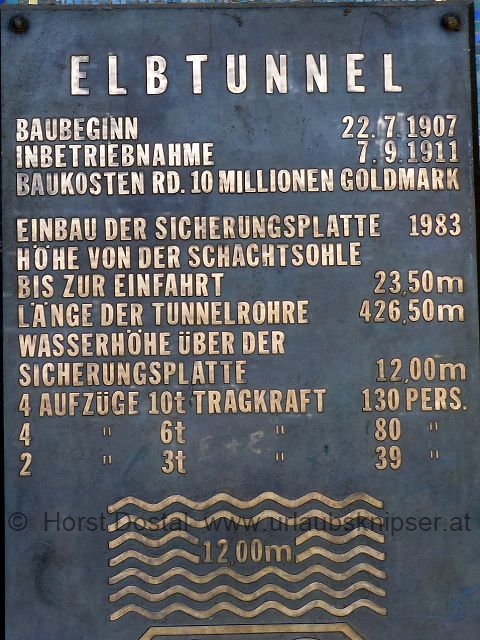 ELBTUNNEL
BAUBEGINN 22.7.1907
INBETRIEBNAHME 7.9.1911
BAUKOSTEN RD. 10 MILLIONEN GOLDMARK
EINBAU DER SICHERUNGSPLATTE 1983
HÖHE VON DER SCHACHTSOHLE
BIS ZUR EINFAHRT 23,50m
LÄNGE DER TUNNELROHRE 426,50m
WASSERHÖHE ÜBER DER
SICHERUNGSPLATTE 12,00m
4 AUFZÜGE 10t TRAGKRAFT 130 PERS.
4 " 6t " 80 "
2 " 3t " 39 "
© Horst Dostal www.urlaubsknipser.at
12,00m